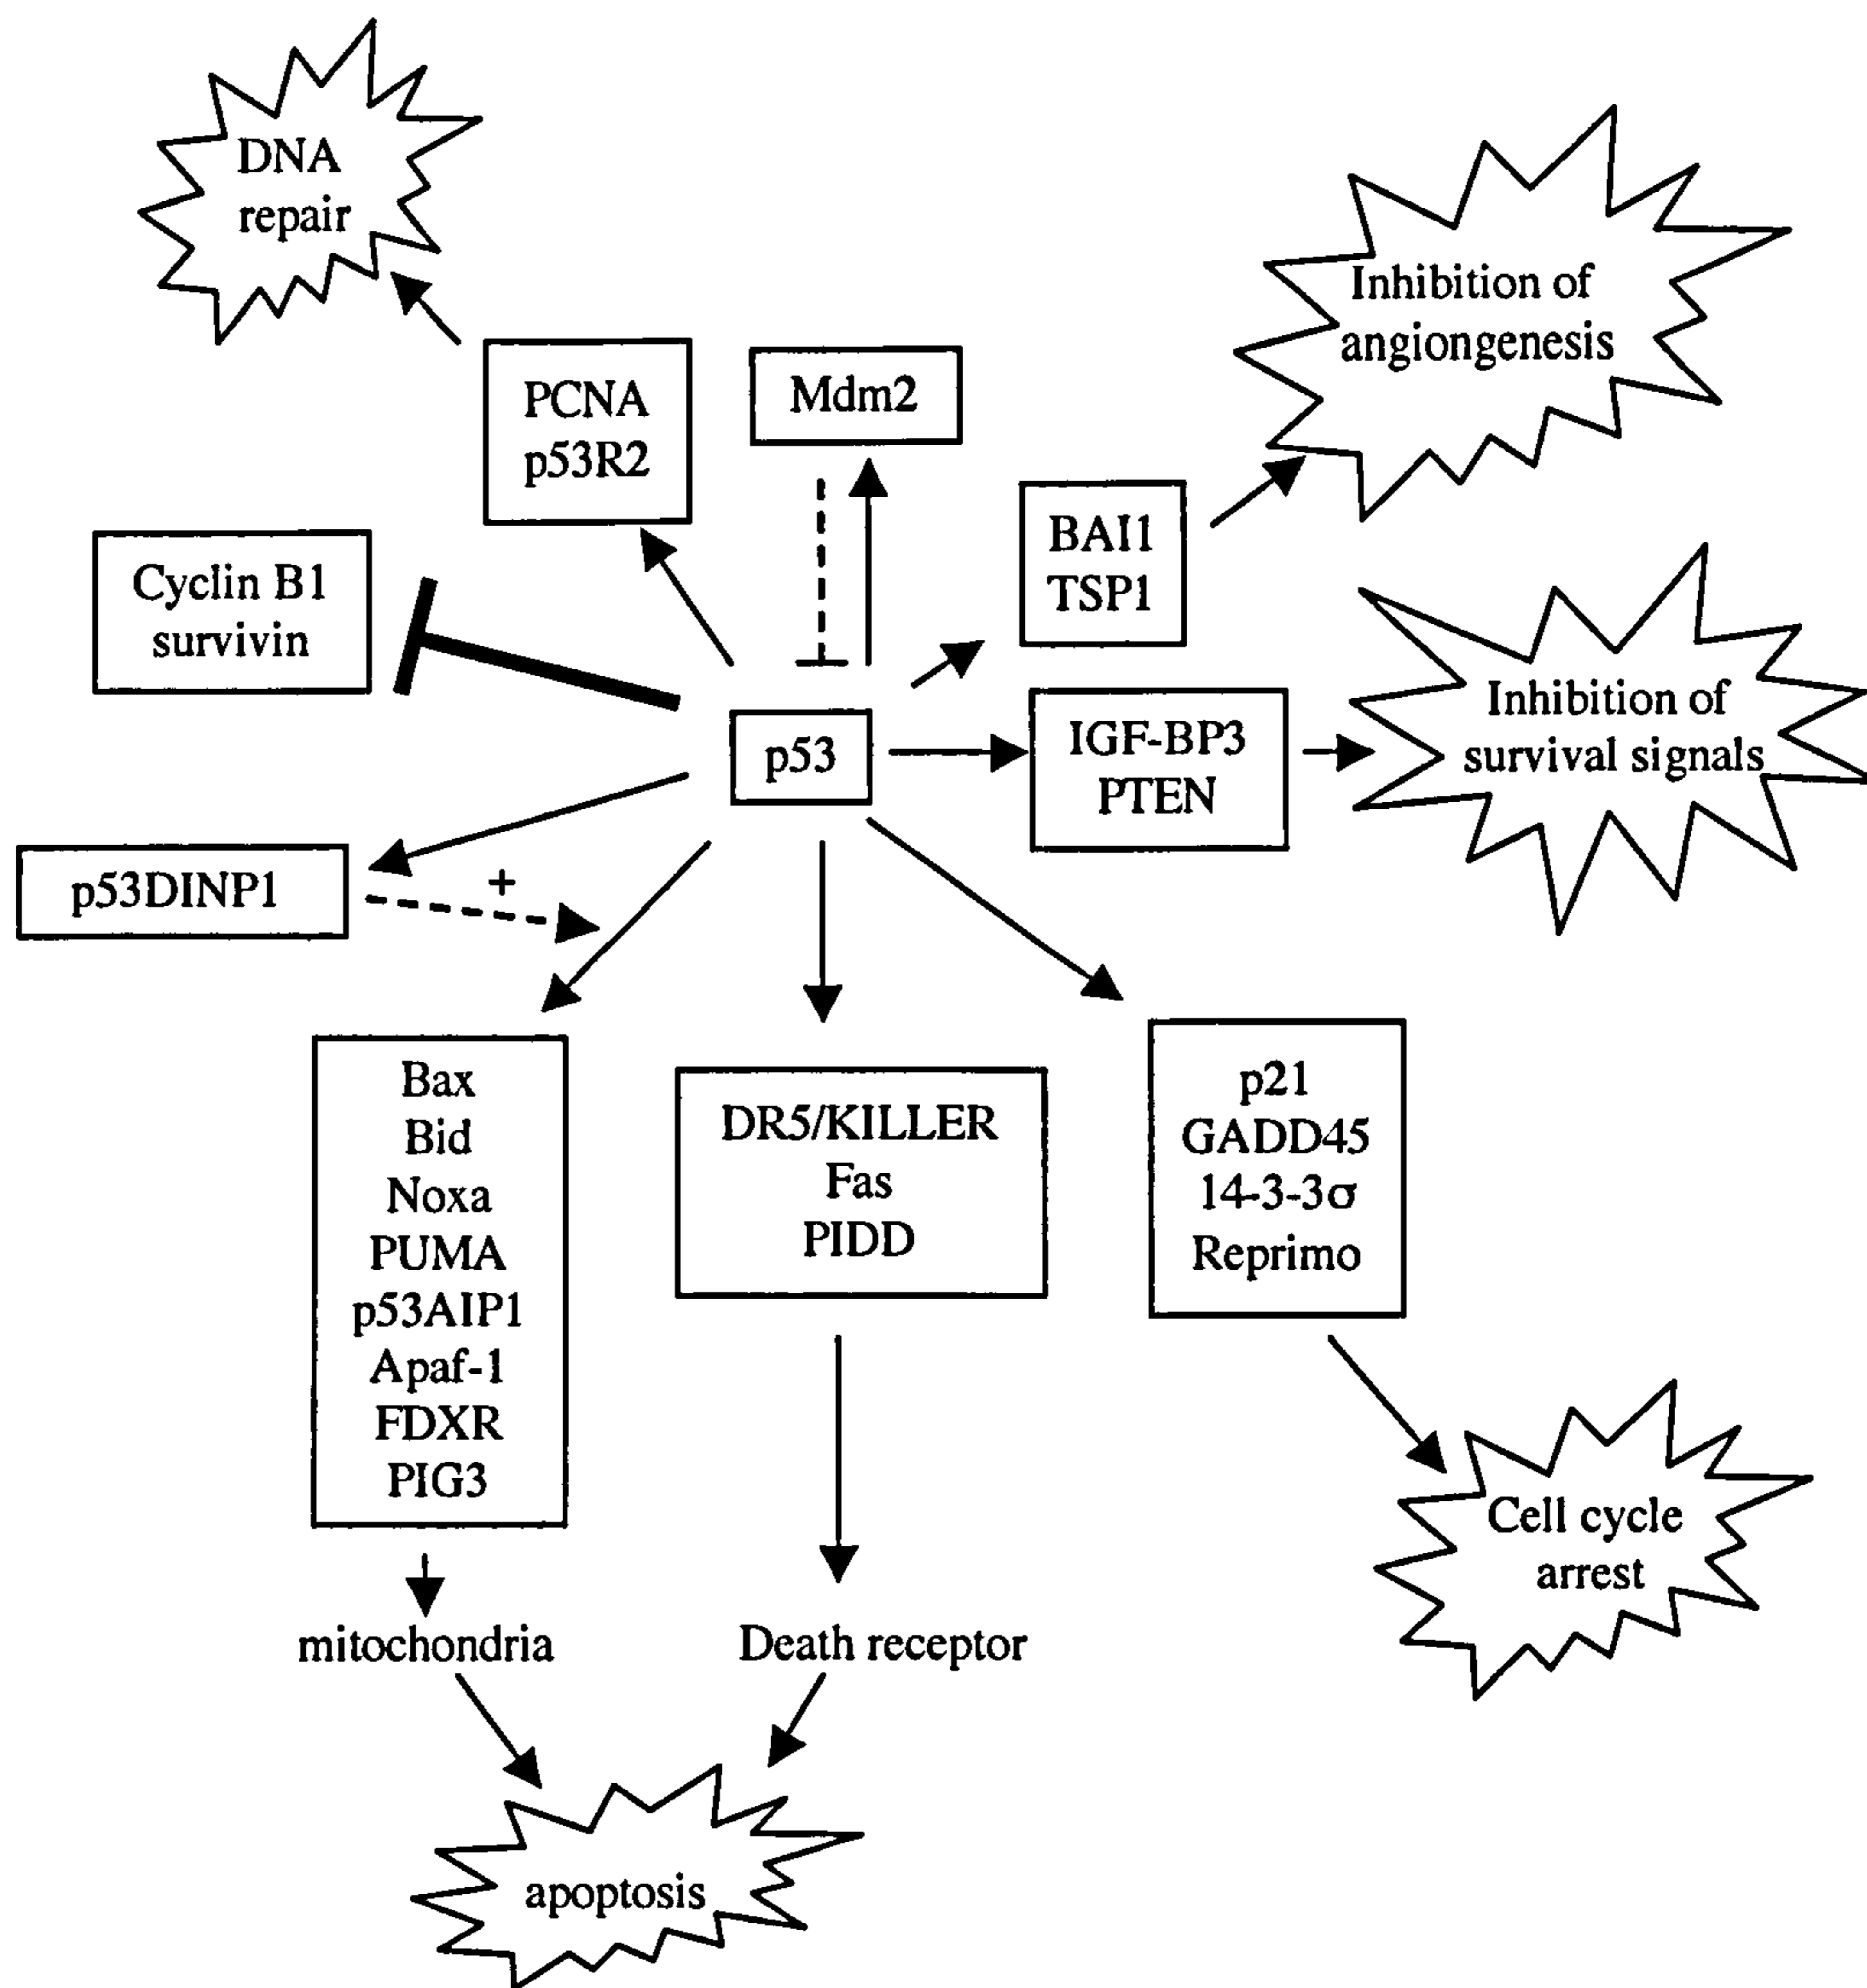 DNA
repair
Inhibition of
angiongenesis
PCNA
p53R2
Mdm2
BAI1
TSP1
Cyclin B1
survivin
Inhibition of
survival signals
p53
IGF-BP3
PTEN
p53DINP1
+
Bax
Bid
Noxa
PUMA
p53AIP1
Apaf-1
FDXR
PIG3
DR5/KILLER
Fas
PIDD
p21
GADD45
14-3-3σ
Reprimo
Cell cycle
arrest
mitochondria
Death receptor
apoptosis